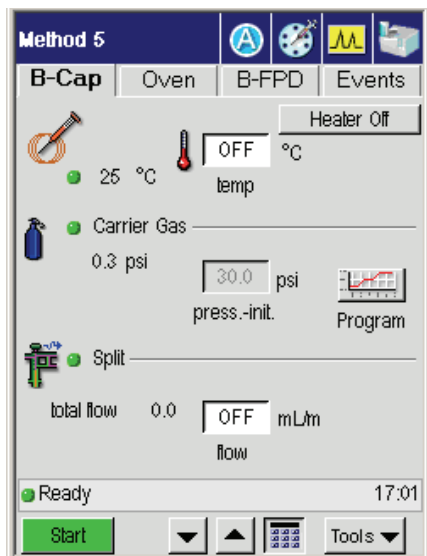 Method 5
A
B-Cap Oven B-FPD Events
Heater Off
25 °C OFF °C
temp
Carrier Gas
0.3 psi 30.0 psi
press.-init. Program
Split
total flow 0.0 OFF mL/m
flow
Ready 17:01
Start Tools